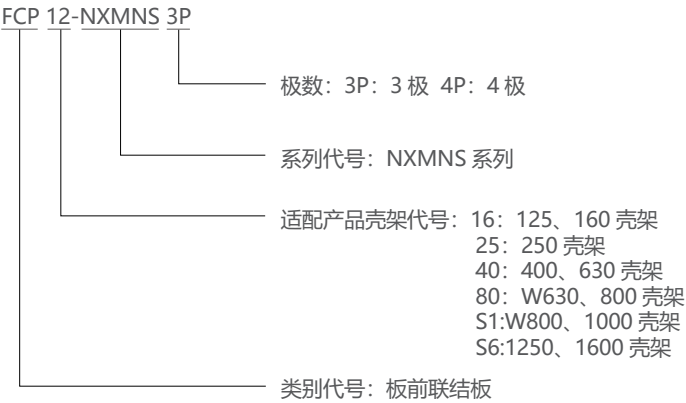 FCP 12-NXMNS 3P
极数：3P：3 极 4P：4 极
系列代号：NXMNS 系列
适配产品壳架代号：16：125、160 壳架
25：250 壳架
40：400、630 壳架
80：W630、800 壳架
S1:W800、1000 壳架
S6:1250、1600 壳架
类别代号：板前联结板